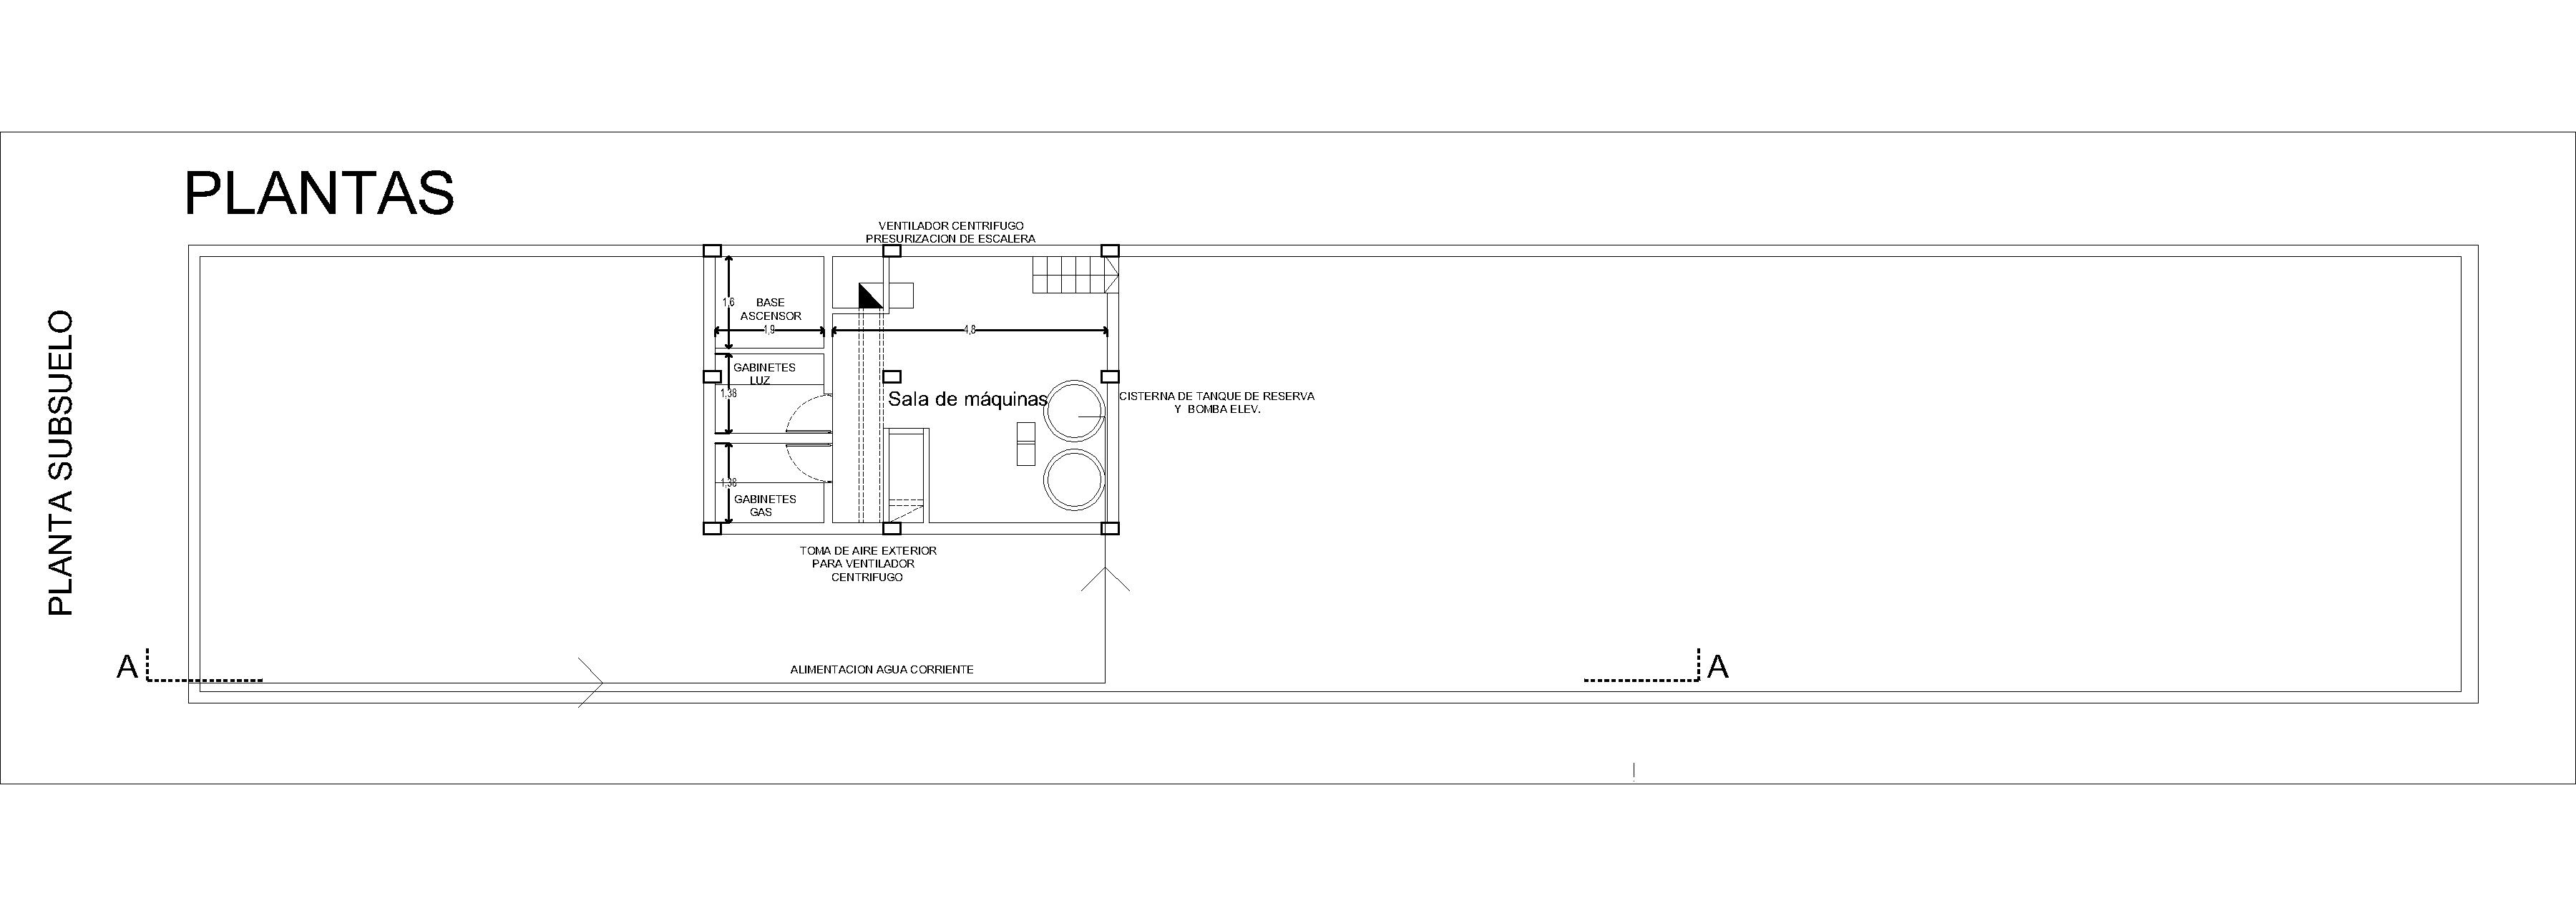 PLANTAS
VENTILADOR CENTRIFUGO
PRESURIZACION DE ESCALERA
PLANTA SUBSUELO
1,6
BASE
ASCENSOR
1,9
4,8
GABINETES
LUZ
1,38
Sala de máquinas
CISTERNA DE TANQUE DE RESERVA
Y BOMBA ELEV.
1,38
GABINETES
GAS
TOMA DE AIRE EXTERIOR
PARA VENTILADOR
CENTRIFUGO
A
ALIMENTACION AGUA CORRIENTE
A